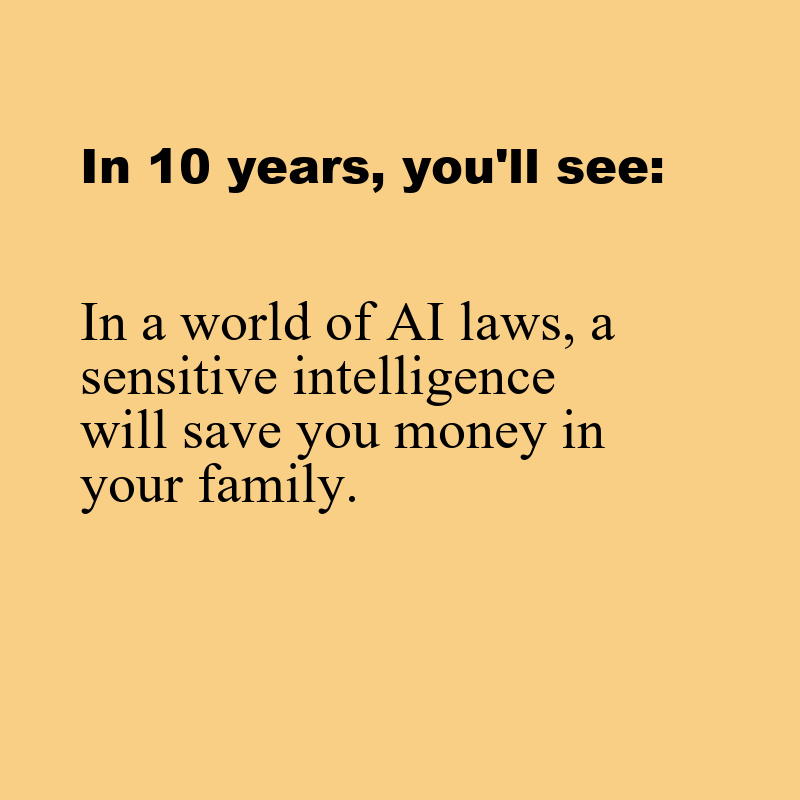 In 10 years, you'll see:
In a world of AI laws, a
sensitive intelligence
will save you money in
your family.